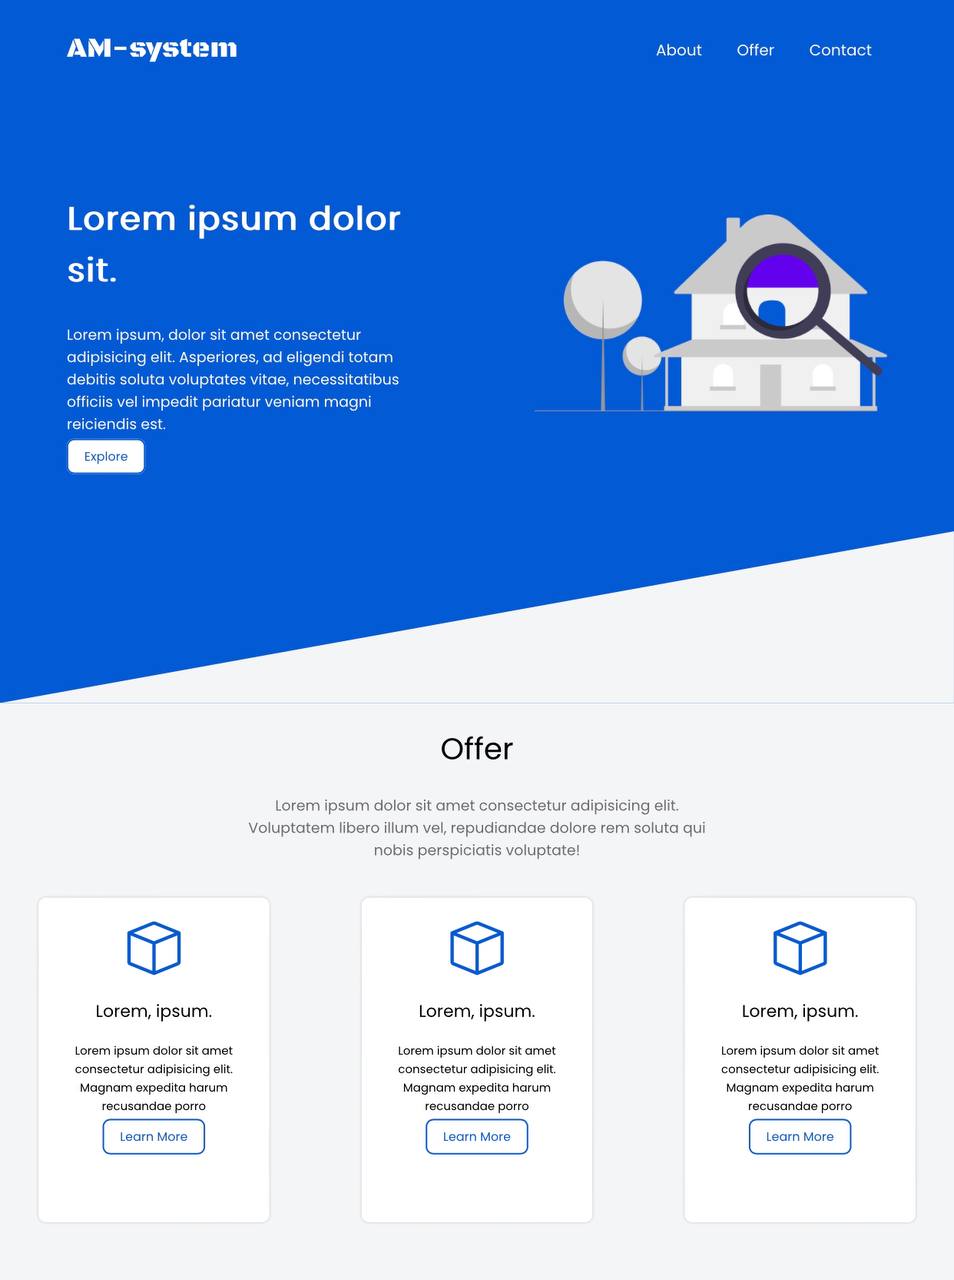 AM-system
About Offer Contact
Lorem ipsum dolor
sit.
Lorem ipsum, dolor sit amet consectetur
adipisicing elit. Asperiores, ad eligendi totam
debitis soluta voluptates vitae, necessitatibus
officiis vel impedit pariatur veniam magni
reiciendis est.
Explore
Offer
Lorem ipsum dolor sit amet consectetur adipisicing elit.
Voluptatem libero illum vel, repudiandae dolore rem soluta qui
nobis perspiciatis voluptate!
Lorem, ipsum.
Lorem ipsum dolor sit amet
consectetur adipisicing elit.
Magnam expedita harum
recusandae porro
Learn More
Lorem, ipsum.
Lorem ipsum dolor sit amet
consectetur adipisicing elit.
Magnam expedita harum
recusandae porro
Learn More
Lorem, ipsum.
Lorem ipsum dolor sit amet
consectetur adipisicing elit.
Magnam expedita harum
recusandae porro
Learn More